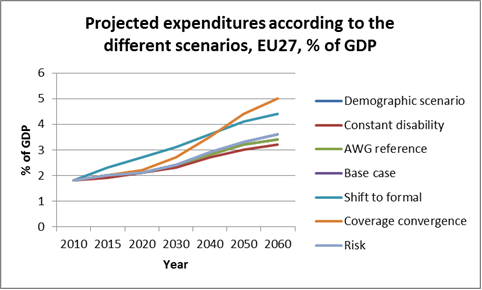 Projected expenditures according to the
different scenarios, EU27, % of GDP
6
5
4
3
2
1
0
% of GDP
2010 2015 2020 2030 2040 2050 2060
Year
Demographic scenario
Constant disability
AWG reference
Base case
Shift to formal
Coverage convergence
Risk